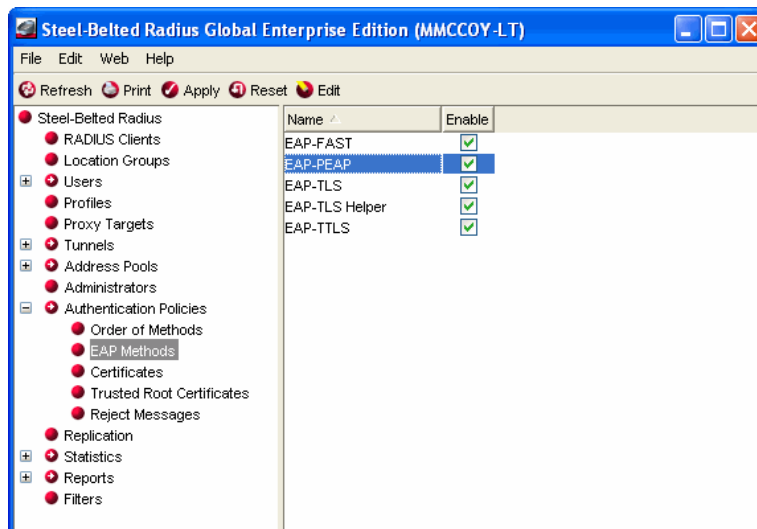 Steel-Belted Radius Global Enterprise Edition (MMCCOY-LT)
File Edit Web Help
Refresh Print Apply Reset Edit
Steel-Belted Radius
RADIUS Clients
Location Groups
Users
Profiles
Proxy Targets
Tunnels
Address Pools
Administrators
Authentication Policies
Order of Methods
EAP Methods
Certificates
Trusted Root Certificates
Reject Messages
Replication
Statistics
Reports
Filters
Name Enable
EAP-FAST
EAP-PEAP
EAP-TLS
EAP-TLS Helper
EAP-TTLS